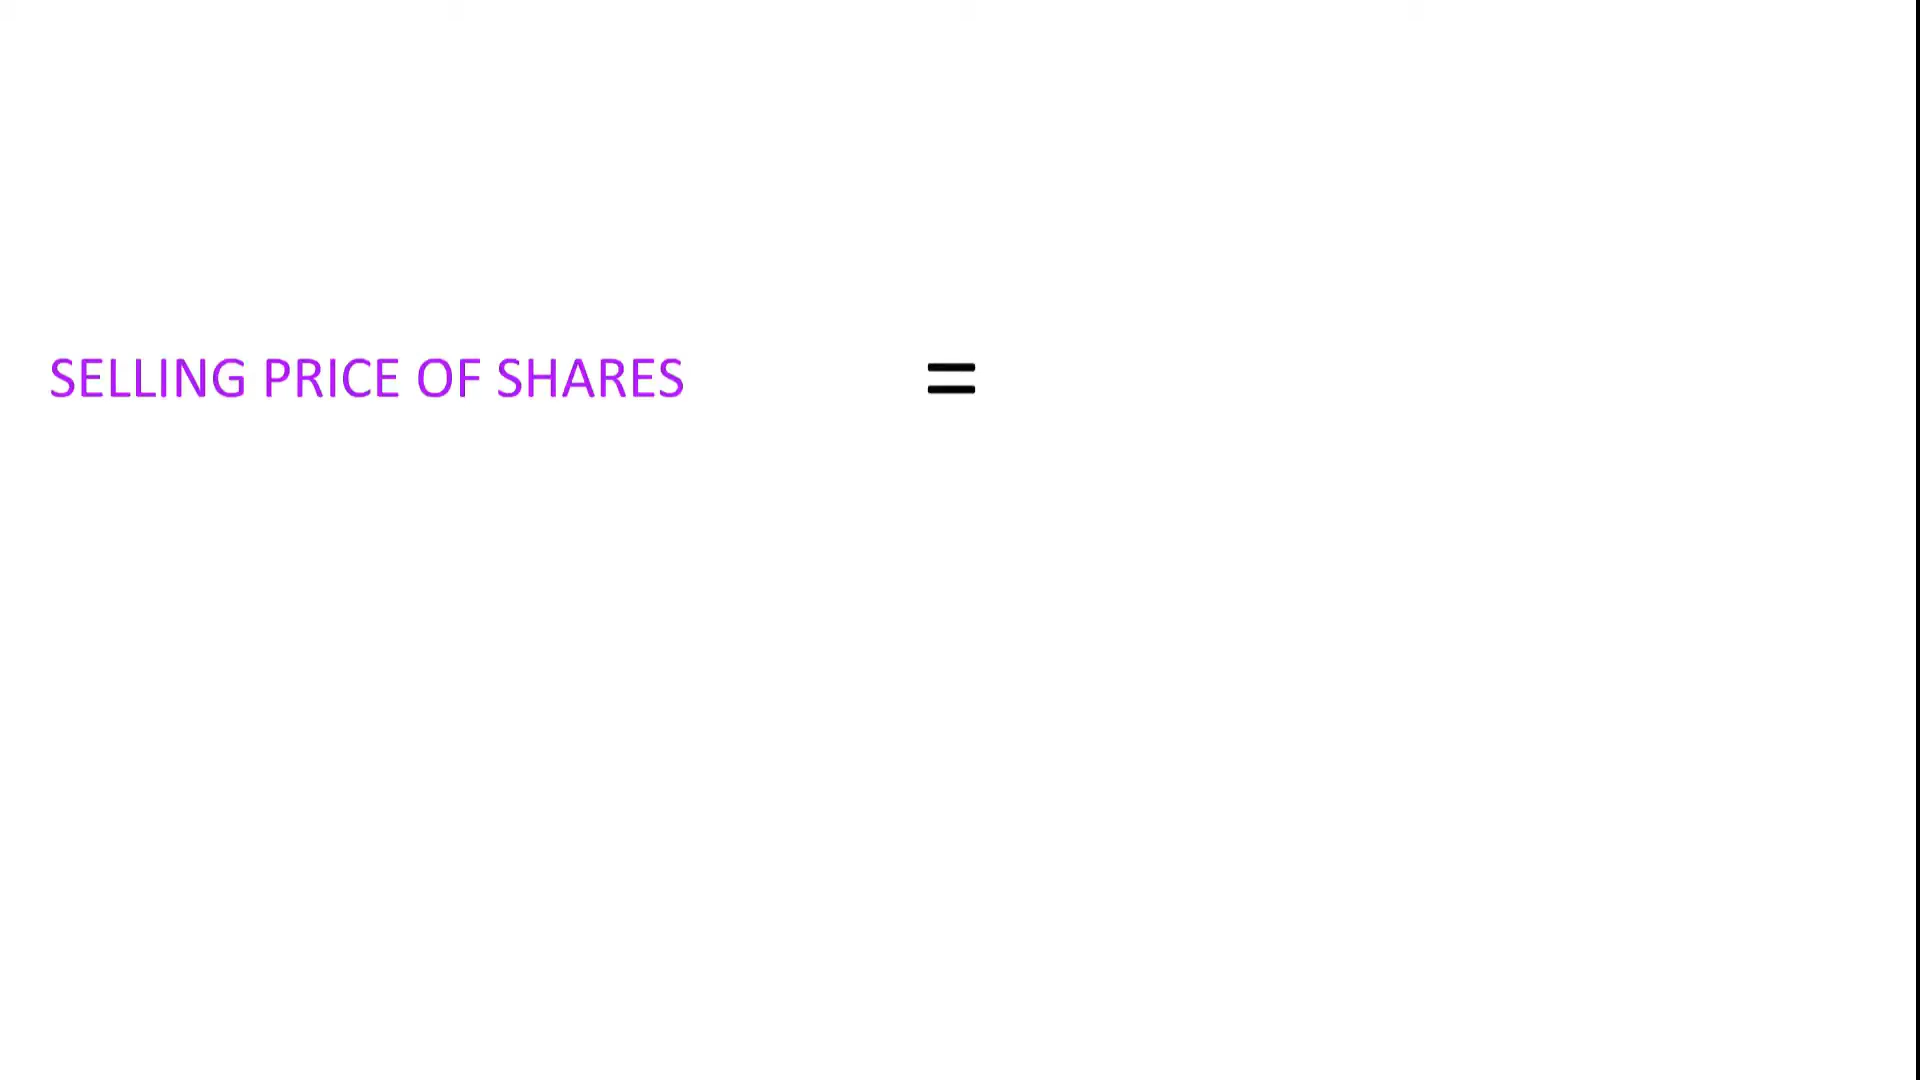 SELLING PRICE OF SHARES =